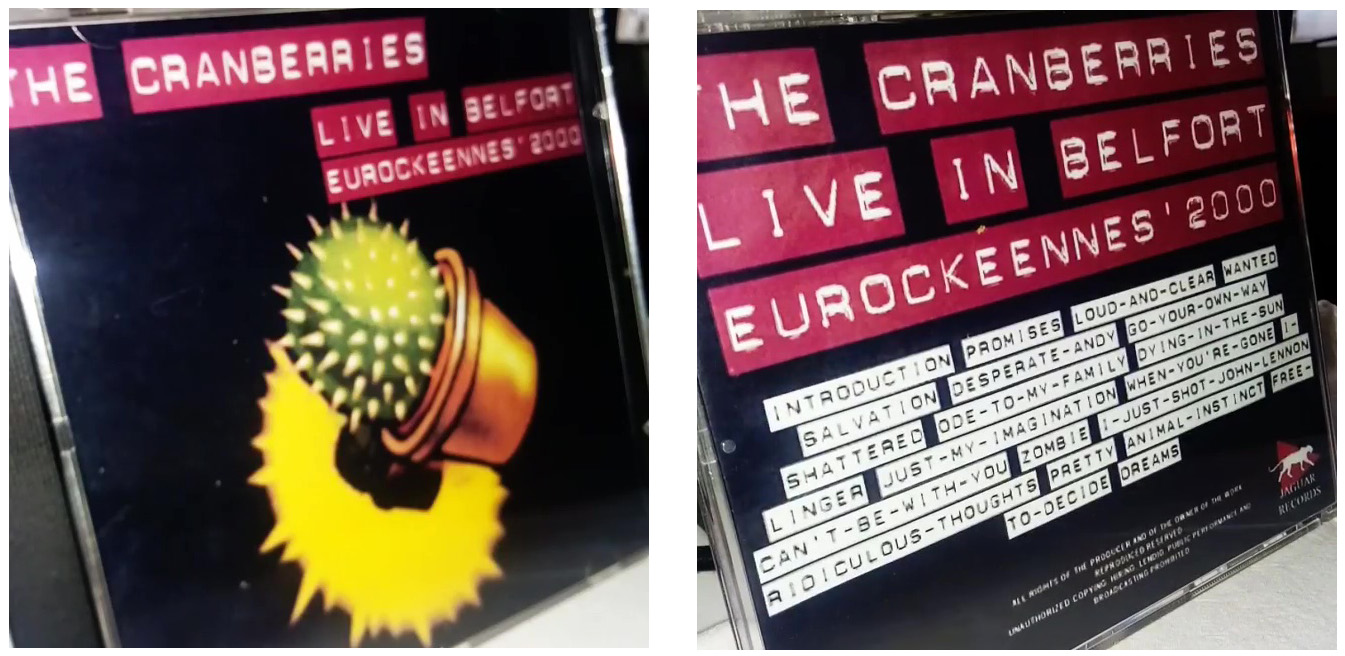 THE CRANBERRIES
LIVE IN BELFORT
EUROCKEENNES' 2000
THE CRANBERRIES
LIVE IN BELFORT
EUROCKEENNES' 2000
INTRODUCTION PROMISES LOUD-AND-CLEAR WANTED
SALVATION DESPERATE-ANDY GO-YOUR-OWN-WAY
SHATTERED ODE-TO-MY-FAMILY DYING-IN-THE-SUN
LINGER JUST-MY-IMAGINATION WHEN-YOU'RE-GONE I-
CAN'T-BE-WITH-YOU ZOMBIE I-JUST-SHOT-JOHN-LENNON
RIDICULOUS-THOUGHTS PRETTY ANIMAL-INSTINCT FREE-
TO-DECIDE DREAMS
JAGUAR
RECORDS
ALL RIGHTS OF THE PRODUCER AND OF THE OWNER OF THE WORK
REPRODUCED RESERVED
UNAUTHORIZED COPYING, HIRING, LENDID, PUBLIC PERFORMANCE AND
BROADCASTING PROHIBITED